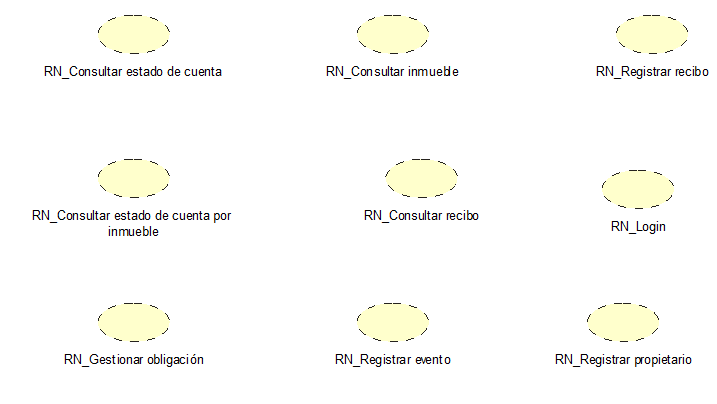 RN_Consultar estado de cuenta
RN_Consultar inmueble
RN_Registrar recibo
RN_Consultar estado de cuenta por
inmueble
RN_Consultar recibo
RN_Login
RN_Gestionar obligación
RN_Registrar evento
RN_Registrar propietario